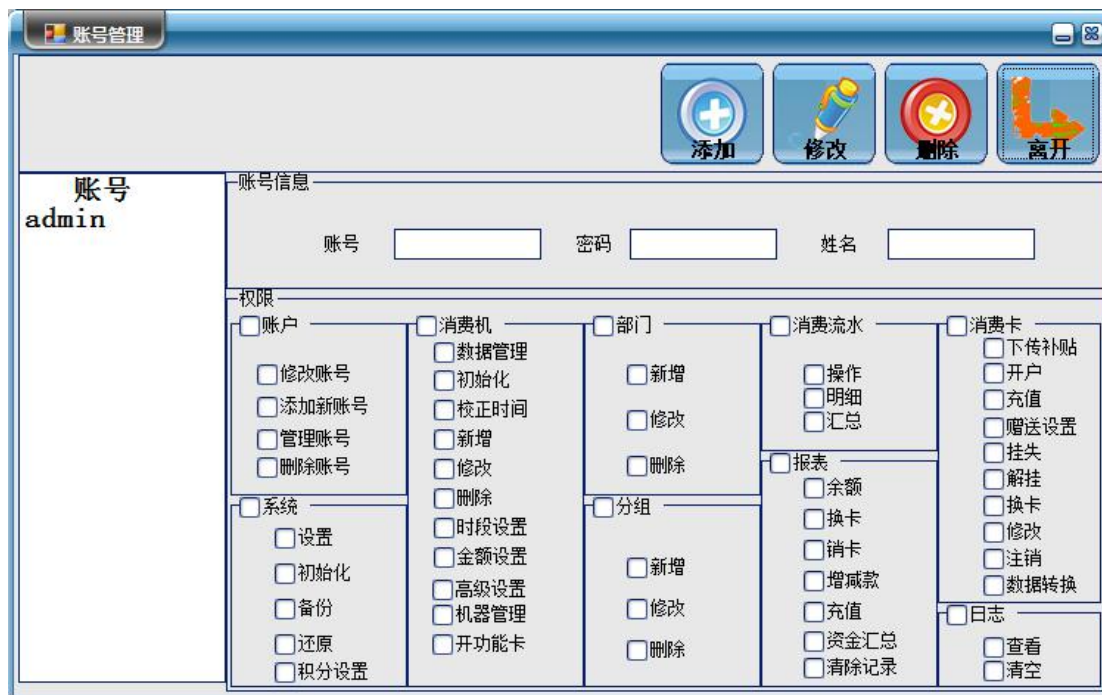 账号管理
添加
修改
删除
离开
账号
admin
账号信息
账号
密码
姓名
权限
账户
修改账号
添加新账号
管理账号
删除账号
系统
设置
初始化
备份
还原
积分设置
消费机
数据管理
初始化
校正时间
新增
修改
删除
时段设置
金额设置
高级设置
机器管理
开功能卡
部门
新增
修改
删除
分组
新增
修改
删除
消费流水
操作
明细
汇总
报表
余额
换卡
销卡
增减款
充值
资金汇总
清除记录
消费卡
下传补贴
开户
充值
赠送设置
挂失
解挂
换卡
修改
注销
数据转换
日志
查看
清空